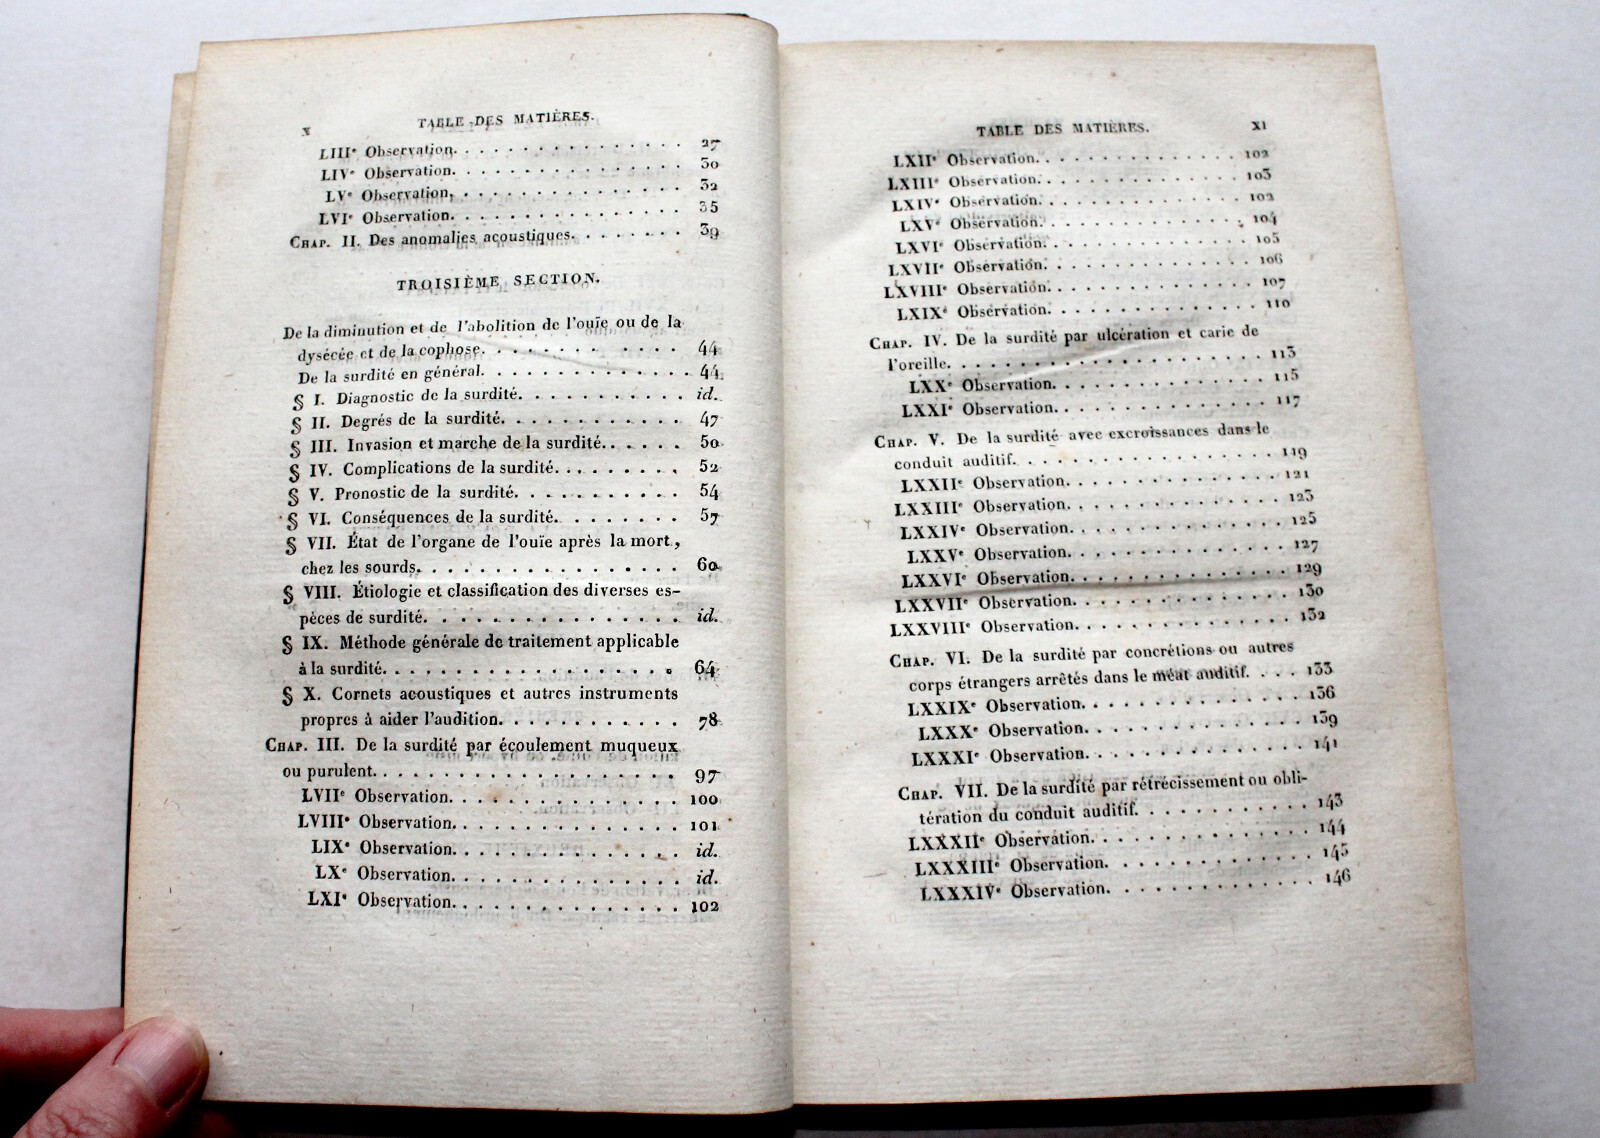 x TABLE DES MATIÈRES.
LIIIe Observation. . . . . . . . . . . . . . . 27
LIVe Observation. . . . . . . . . . . . . . . 30
LVe Observation. . . . . . . . . . . . . . . 32
LVIe Observation. . . . . . . . . . . . . . . 35
CHAP. II. Des anomalies acoustiques. . . . . . . . 39
TROISIÈME SECTION.
De la diminution et de l'abolition de l'ouïe ou de la
dysécée et de la cophose. . . . . . . . . . . 44
De la surdité en général. . . . . . . . . . . . . 44
§ I. Diagnostic de la surdité. . . . . . . . . . . id.
§ II. Degrés de la surdité. . . . . . . . . . . . 47
§ III. Invasion et marche de la surdité. . . . . . 50
§ IV. Complications de la surdité. . . . . . . . . 52
§ V. Pronostic de la surdité. . . . . . . . . . . 54
§ VI. Conséquences de la surdité. . . . . . . . . 57
§ VII. État de l'organe de l'ouïe après la mort,
chez les sourds. . . . . . . . . . . . . . . . 60
§ VIII. Étiologie et classification des diverses es-
pèces de surdité. . . . . . . . . . . . . . . id.
§ IX. Méthode générale de traitement applicable
à la surdité. . . . . . . . . . . . . . . . . . 64
§ X. Cornets acoustiques et autres instruments
propres à aider l'audition. . . . . . . . . . . 78
CHAP. III. De la surdité par écoulement muqueux
ou purulent. . . . . . . . . . . . . . . . . . . 97
LVIIe Observation. . . . . . . . . . . . . . . 100
LVIIIe Observation. . . . . . . . . . . . . . . 101
LIXe Observation. . . . . . . . . . . . . . . id.
LXe Observation. . . . . . . . . . . . . . . id.
LXIe Observation. . . . . . . . . . . . . . . 102
TABLE DES MATIÈRES. XI
LXIIe Observation. . . . . . . . . . . . . . 102
LXIIIe Observation. . . . . . . . . . . . . . 103
LXIVe Observation. . . . . . . . . . . . . . 102
LXVe Observation. . . . . . . . . . . . . . 104
LXVIe Observation. . . . . . . . . . . . . . 105
LXVIIe Observation. . . . . . . . . . . . . . 106
LXVIIIe Observation. . . . . . . . . . . . . . 107
LXIXe Observation. . . . . . . . . . . . . . 110
CHAP. IV. De la surdité par ulcération et carie de
l'oreille. . . . . . . . . . . . . . . . . . . 113
LXXe Observation. . . . . . . . . . . . . . 115
LXXIe Observation. . . . . . . . . . . . . . 117
CHAP. V. De la surdité avec excroissances dans le
conduit auditif. . . . . . . . . . . . . . . . 119
LXXIIe Observation. . . . . . . . . . . . . . 121
LXXIIIe Observation. . . . . . . . . . . . . . 123
LXXIVe Observation. . . . . . . . . . . . . . 125
LXXVe Observation. . . . . . . . . . . . . . 127
LXXVIe Observation. . . . . . . . . . . . . . 129
LXXVIIe Observation. . . . . . . . . . . . . . 130
LXXVIIIe Observation. . . . . . . . . . . . . . 132
CHAP. VI. De la surdité par concrétions ou autres
corps étrangers arrêtés dans le méat auditif. . . . 133
LXXIXe Observation. . . . . . . . . . . . . . 136
LXXXe Observation. . . . . . . . . . . . . . 139
LXXXIe Observation. . . . . . . . . . . . . . 141
CHAP. VII. De la surdité par rétrécissement ou obli-
tération du conduit auditif. . . . . . . . . . 143
LXXXIIe Observation. . . . . . . . . . . . . . 144
LXXXIIIe Observation. . . . . . . . . . . . . . 145
LXXXIVe Observation. . . . . . . . . . . . . . 146